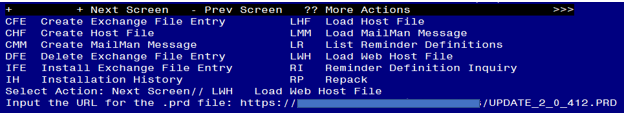 + + Next Screen - Prev Screen ?? More Actions >>>
CFE Create Exchange File Entry LHF Load Host File
CHF Create Host File LMM Load MailMan Message
CMM Create MailMan Message LR List Reminder Definitions
DFE Delete Exchange File Entry LWH Load Web Host File
IFE Install Exchange File Entry RI Reminder Definition Inquiry
IH Installation History RP Repack
Select Action: Next Screen// LWH Load Web Host File
Input the URL for the .prd file: https:// /UPDATE_2_0_412.PRD